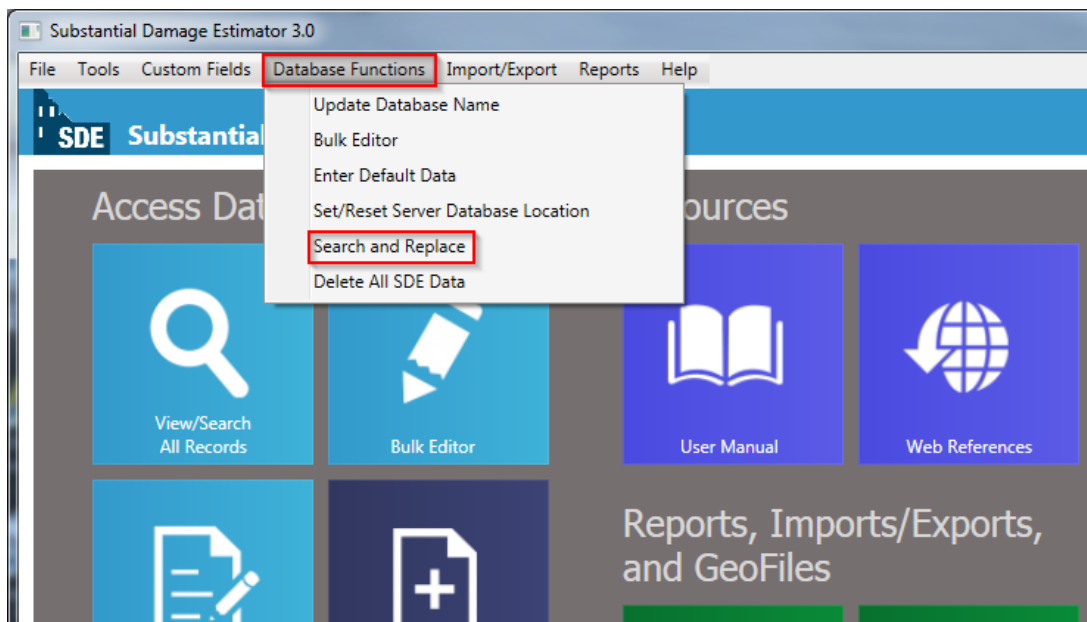 Substantial Damage Estimator 3.0
File Tools Custom Fields Database Functions Import/Export Reports Help
Update Database Name
Bulk Editor
Enter Default Data
Set/Reset Server Database Location
Search and Replace
Delete All SDE Data
SDE Substantial
Access Dat
ources
View/Search
All Records
Bulk Editor
User Manual
Web References
Reports, Imports/Exports,
and GeoFiles